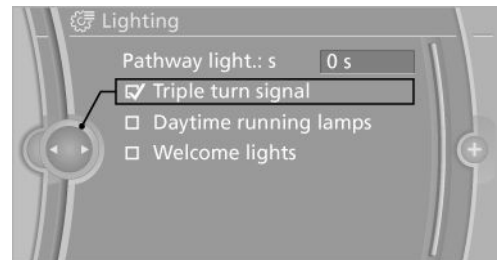 Lighting
Pathway light.: s 0 s
Triple turn signal
Daytime running lamps
Welcome lights